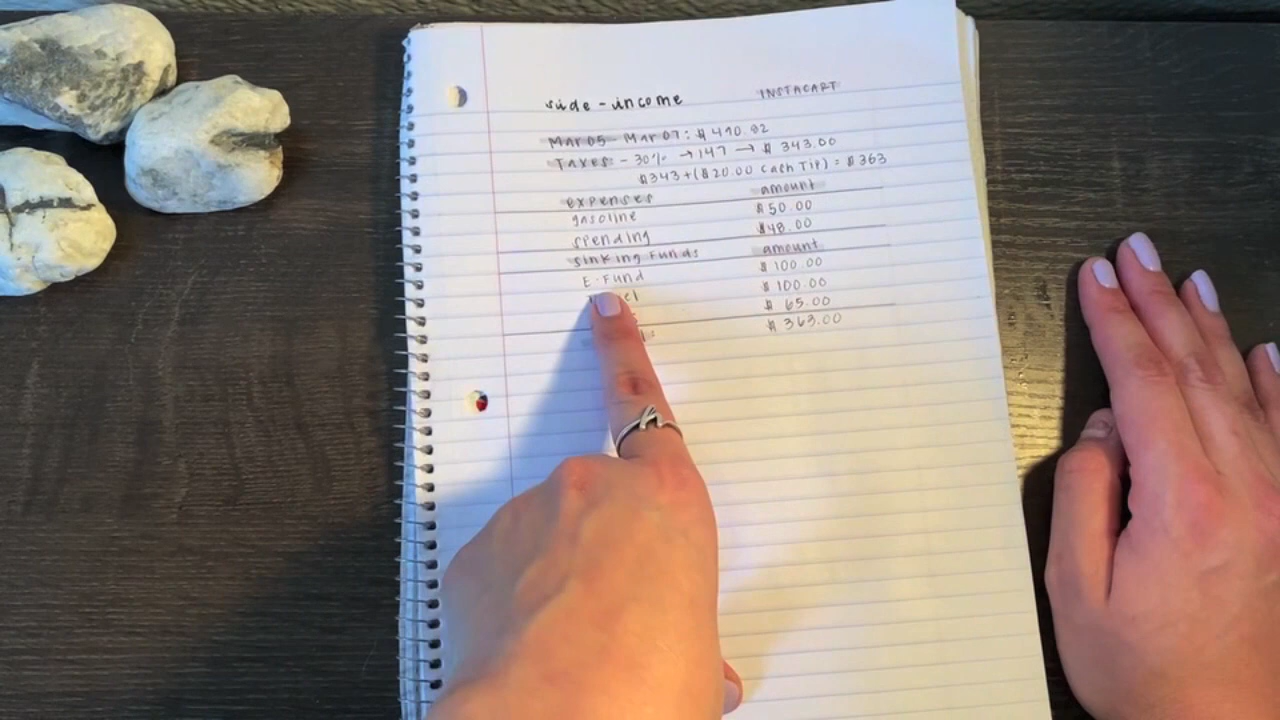 side-income INSTACART
Mar 05 - Mar 07: $490.82
Taxes: - 30% → 147 → $343.00
$343 + ($20.00 Cash Tip) = $363
expenses amount
gasoline $50.00
spending $48.00
sinking Funds amount
E-Fund $100.00
$100.00
$65.00
$363.00